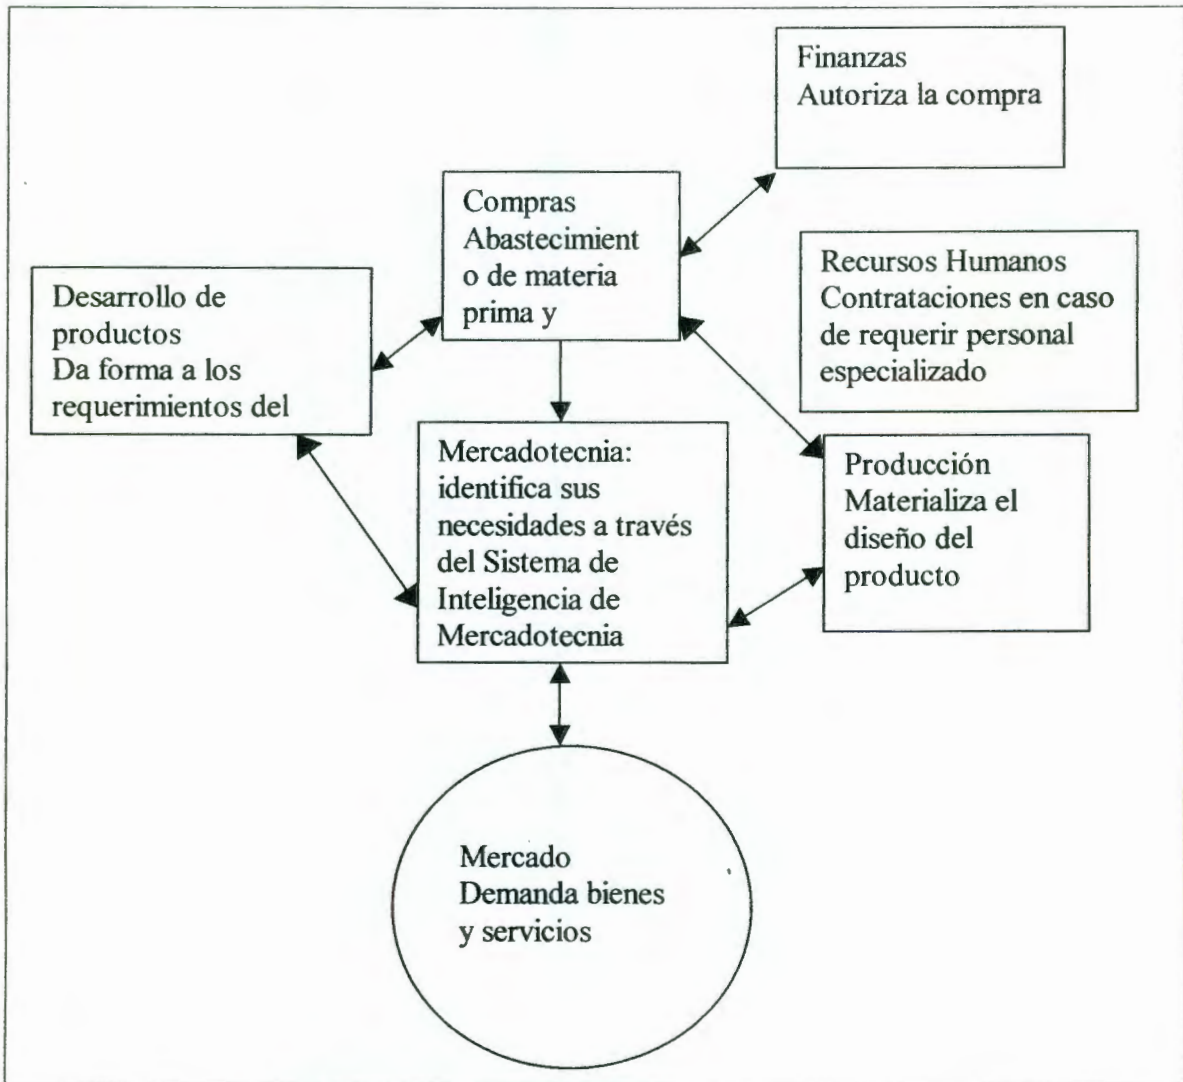 Finanzas
Autoriza la compra
Compras
Abastecimient
o de materia
prima y
Recursos Humanos
Contrataciones en caso
de requerir personal
especializado
Desarrollo de
productos
Da forma a los
requerimientos del
Mercadotecnia:
identifica sus
necesidades a través
del Sistema de
Inteligencia de
Mercadotecnia
Producción
Materializa el
diseño del
producto
Mercado
Demanda bienes
y servicios